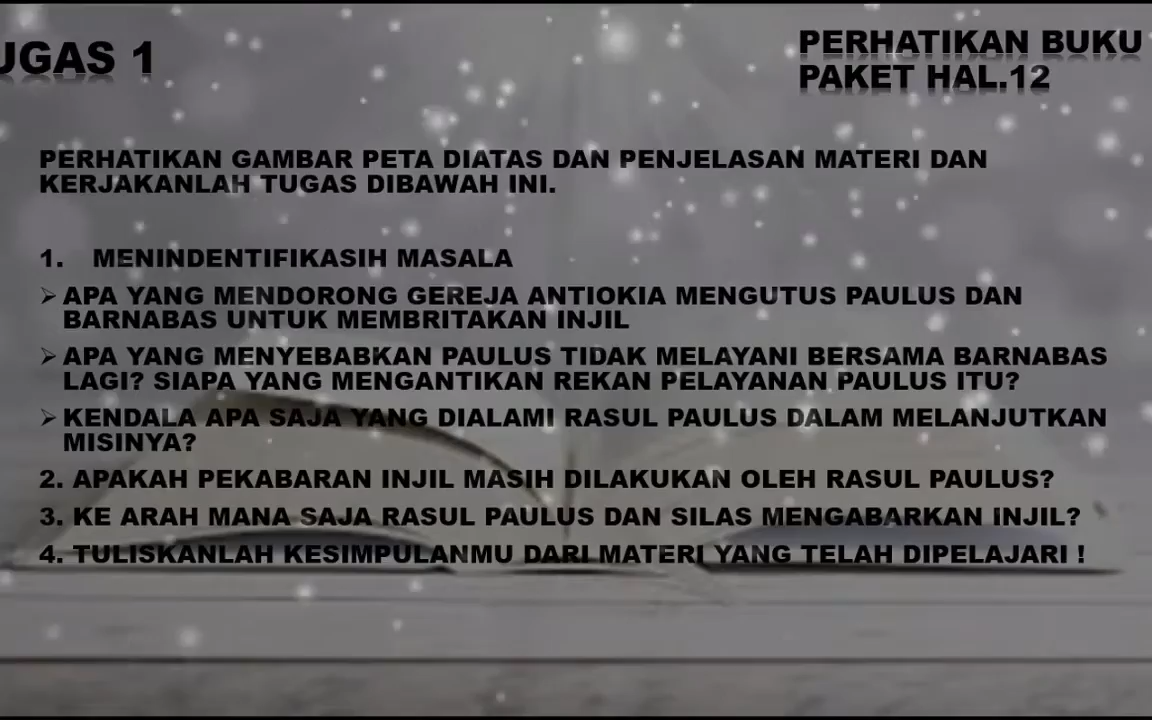 UGAS 1
PERHATIKAN BUKU
PAKET HAL.12
PERHATIKAN GAMBAR PETA DIATAS DAN PENJELASAN MATERI DAN
KERJAKANLAH TUGAS DIBAWAH INI.
1. MENINDENTIFIKASIH MASALA
➢ APA YANG MENDORONG GEREJA ANTIOKIA MENGUTUS PAULUS DAN
BARNABAS UNTUK MEMBRITAKAN INJIL
➢ APA YANG MENYEBABKAN PAULUS TIDAK MELAYANI BERSAMA BARNABAS
LAGI? SIAPA YANG MENGANTIKAN REKAN PELAYANAN PAULUS ITU?
➢ KENDALA APA SAJA YANG DIALAMI RASUL PAULUS DALAM MELANJUTKAN
MISINYA?
2. APAKAH PEKABARAN INJIL MASIH DILAKUKAN OLEH RASUL PAULUS?
3. KE ARAH MANA SAJA RASUL PAULUS DAN SILAS MENGABARKAN INJIL?
4. TULISKANLAH KESIMPULANMU DARI MATERI YANG TELAH DIPELAJARI !